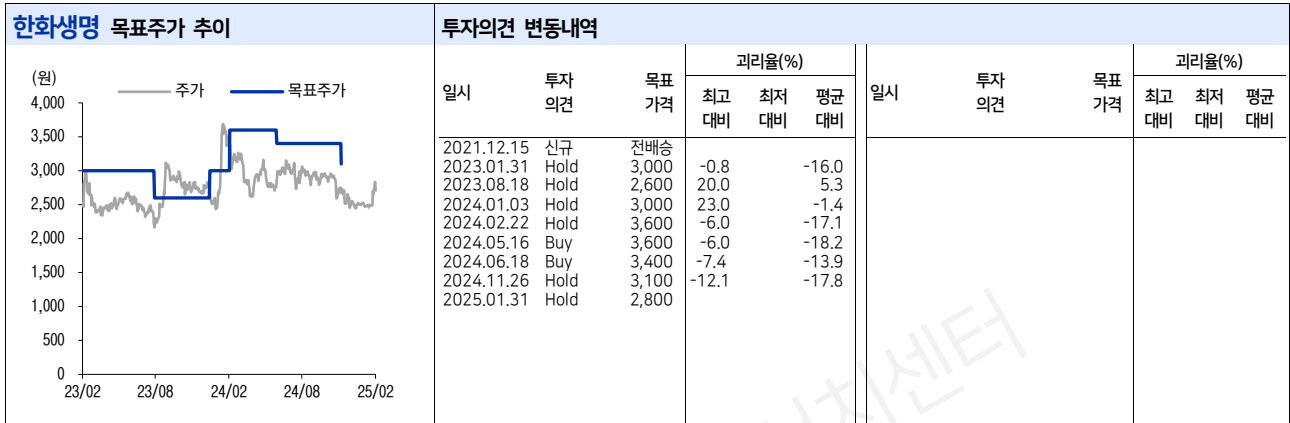 한화생명 목표주가 추이
(원)
주가 목표주가
4,000
3,500
3,000
2,500
2,000
1,500
1,000
500
0
23/02 23/08 24/02 24/08 25/02
투자의견 변동내역
일시 투자의견 목표가격 괴리율(%)
최고대비 최저대비 평균대비
2021.12.15 신규 전배승
2023.01.31 Hold 3,000 -0.8 -16.0
2023.08.18 Hold 2,600 20.0 5.3
2024.01.03 Hold 3,000 23.0 -1.4
2024.02.22 Hold 3,600 -6.0 -17.1
2024.05.16 Buy 3,600 -6.0 -18.2
2024.06.18 Buy 3,400 -7.4 -13.9
2024.11.26 Hold 3,100 -12.1 -17.8
2025.01.31 Hold 2,800
일시 투자의견 목표가격 괴리율(%)
최고대비 최저대비 평균대비